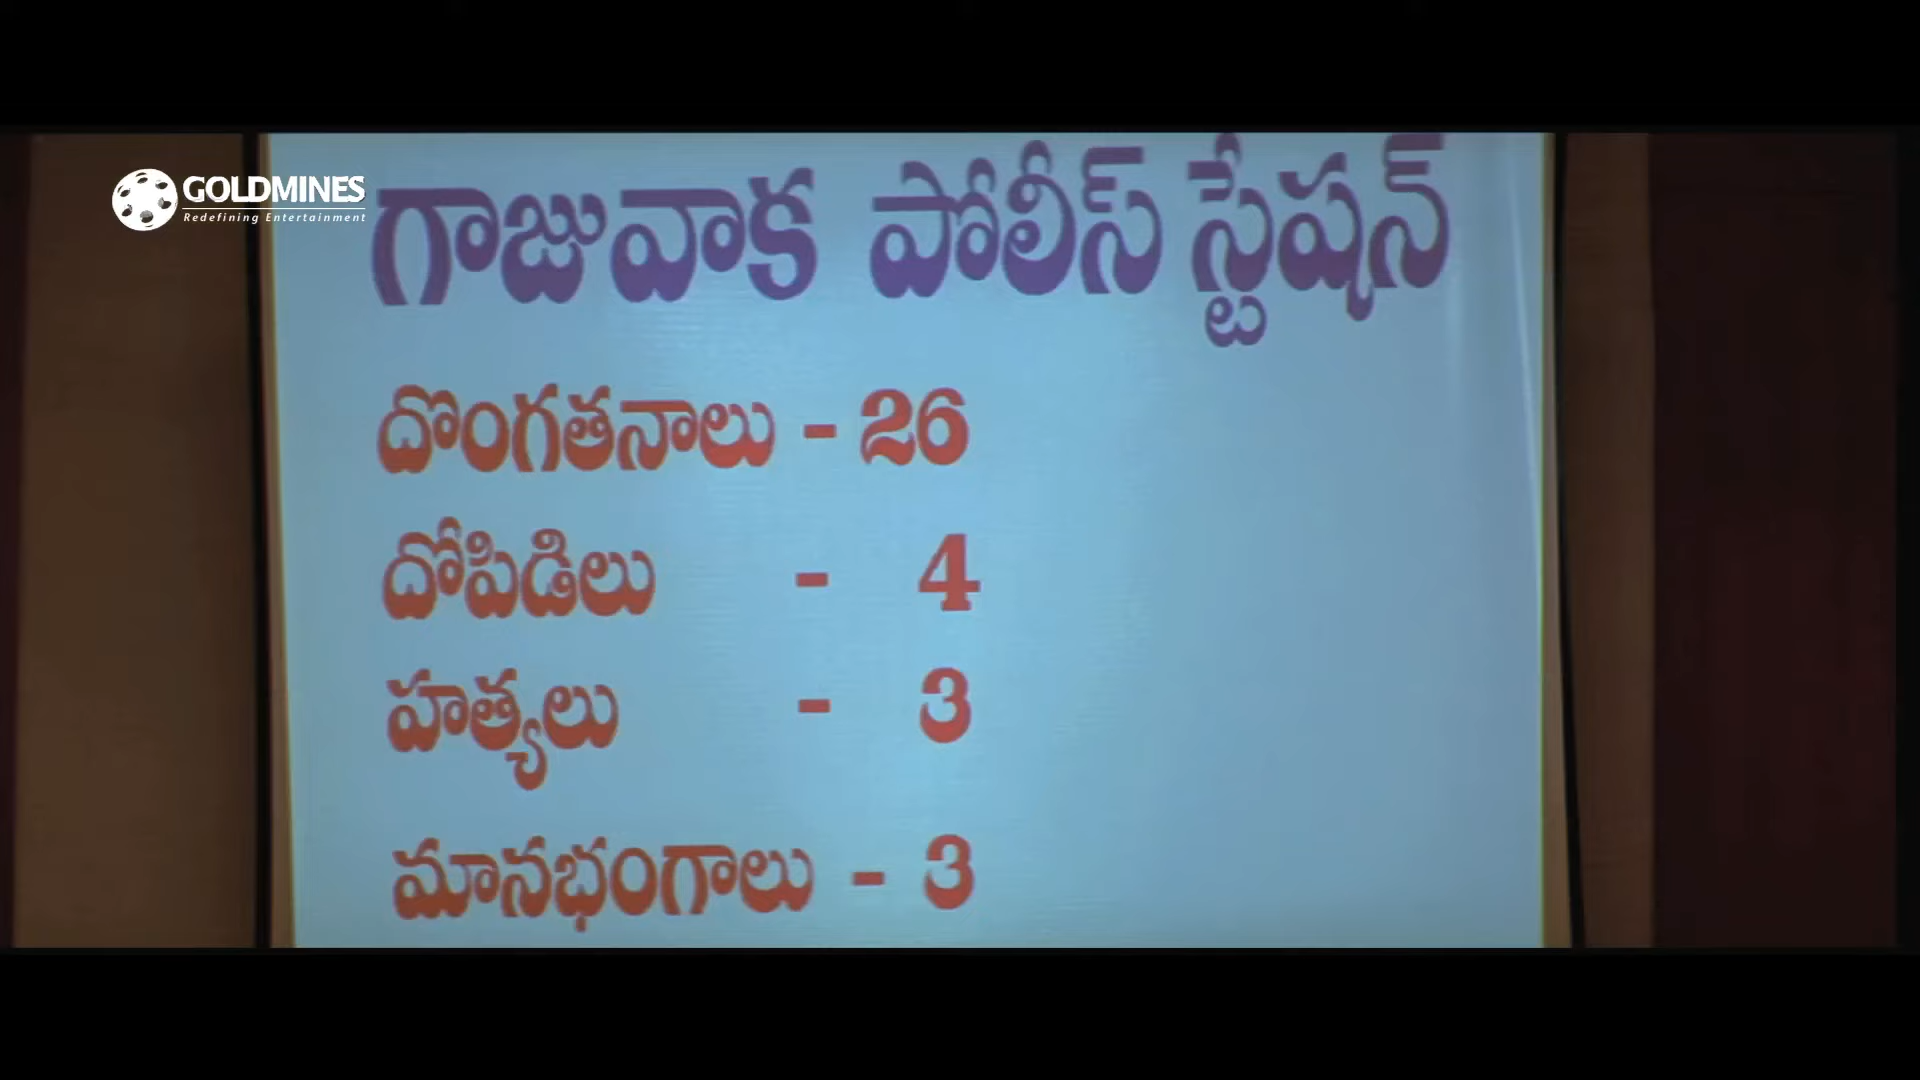 GOLDMINES
Redefining Entertainment
గాజువాక పోలీస్ స్టేషన్
దొంగతనాలు - 26
దోపిడిలు - 4
హత్యలు - 3
మానభంగాలు - 3